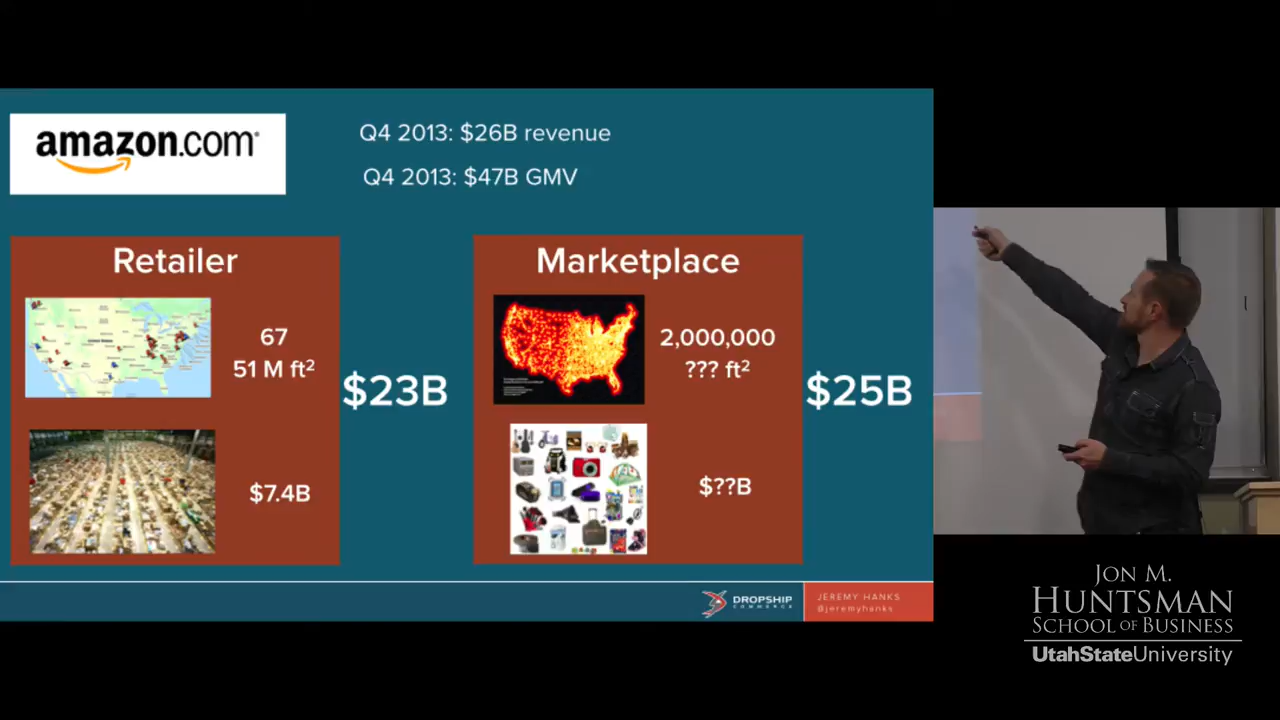 amazon.com®
Q4 2013: $26B revenue
Q4 2013: $47B GMV
Retailer
67
51 M ft²
$23B
$7.4B
Marketplace
2,000,000
??? ft²
$25B
$??B
DROPSHIP
COMMERCE
JEREMY HANKS
@jeremyhanks
JON M.
HUNTSMAN
SCHOOL OF BUSINESS
UtahStateUniversity